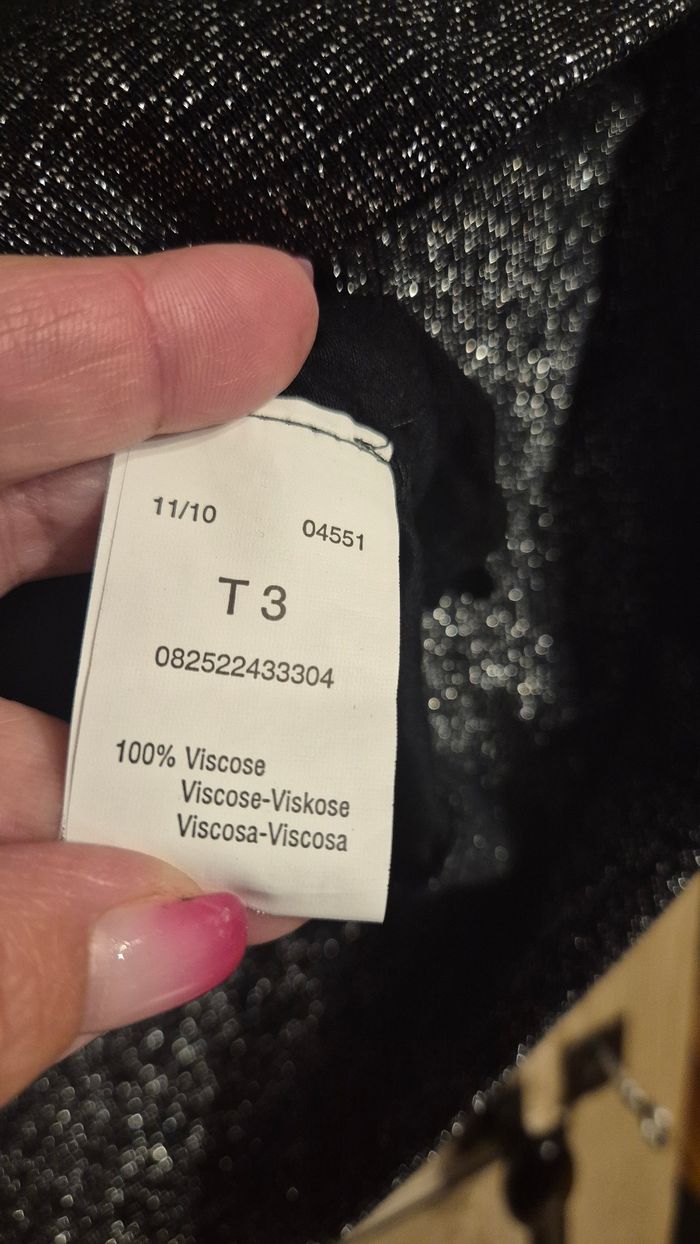 11/10 04551
T 3
082522433304
100% Viscose
Viscose-Viskose
Viscosa-Viscosa